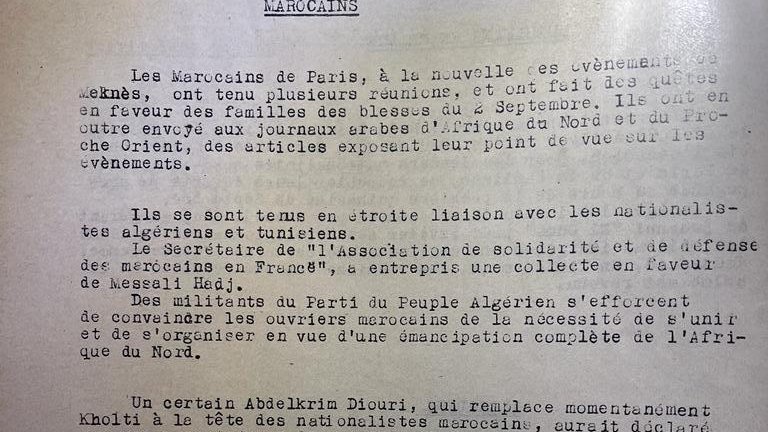 MAROCAINS
Les Marocains de Paris, à la nouvelle des évènements de
Meknès, ont tenu plusieurs réunions, et ont fait des quêtes
en faveur des familles des blessés du 2 Septembre. Ils ont en
outre envoyé aux journaux arabes d'Afrique du Nord et du Pro-
che Orient, des articles exposant leur point de vue sur les
évènements.
Ils se sont tenus en étroite liaison avec les nationalis-
tes algériens et tunisiens.
Le Secrétaire de "l'Association de solidarité et de défense
des marocains en France", a entrepris une collecte en faveur
de Messali Hadj.
Des militants du Parti du Peuple Algérien s'efforcent
de convaincre les ouvriers marocains de la nécessité de s'unir
et de s'organiser en vue d'une émancipation complète de l'Afri-
que du Nord.
Un certain Abdelkrim Diouri, qui remplace momentanément
Kholti à la tête des nationalistes marocains, aurait déclaré